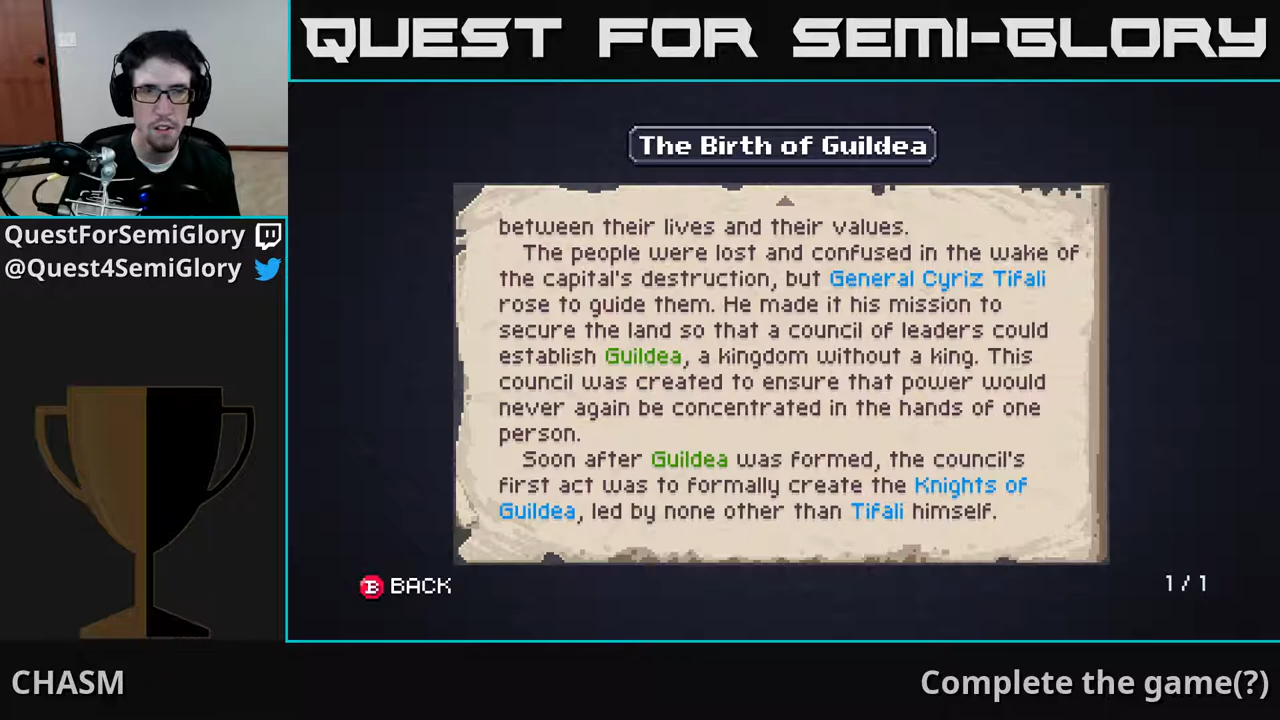 QUEST FOR SEMI-GLORY
The Birth of Guildea
between their lives and their values.
The people were lost and confused in the wake of
the capital's destruction, but General Cyriz Tifali
rose to guide them. He made it his mission to
secure the land so that a council of leaders could
establish Guildea, a kingdom without a king. This
council was created to ensure that power would
never again be concentrated in the hands of one
person.
Soon after Guildea was formed, the council's
first act was to formally create the Knights of
Guildea, led by none other than Tifali himself.
B BACK
1/1
QuestForSemiGlory
@Quest4SemiGlory
CHASM
Complete the game(?)